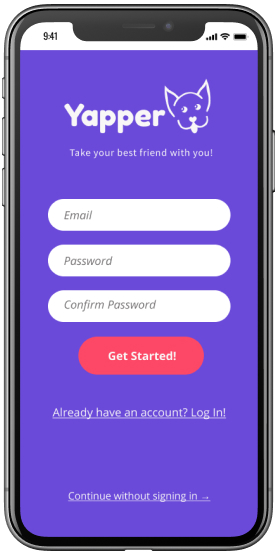 9:41
Yapper
Take your best friend with you!
Email
Password
Confirm Password
Get Started!
Already have an account? Log In!
Continue without signing in →